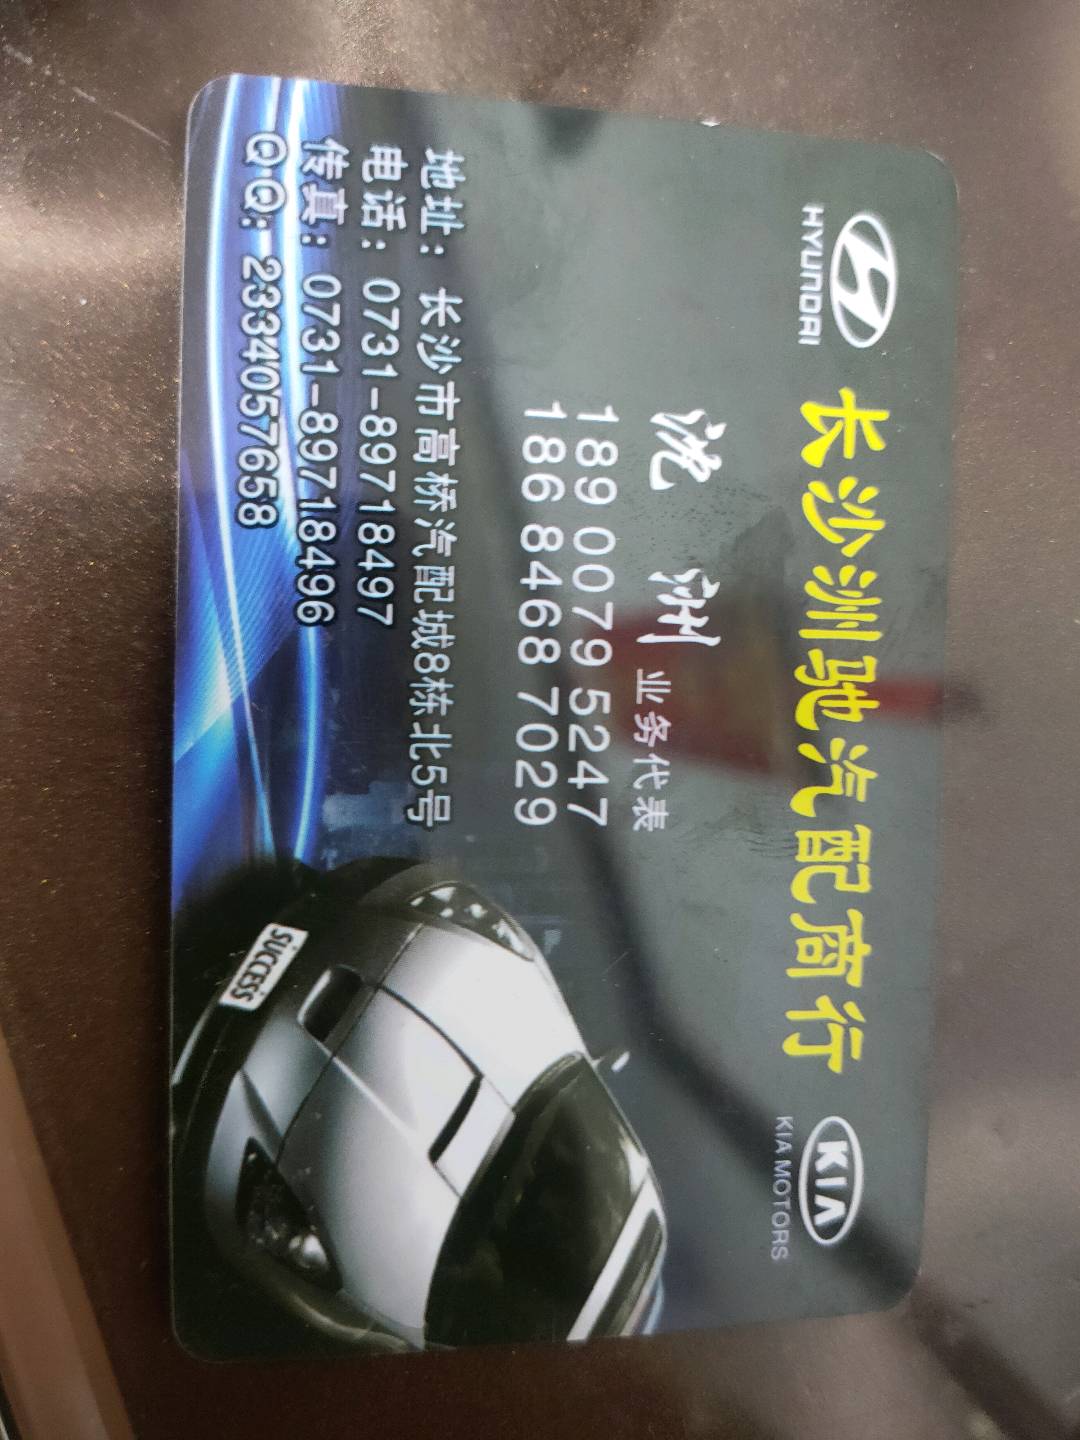 HYUNDAI
长沙洲驰汽配商行
KIA
KIA MOTORS
洲 业务代表
189 0079 5247
186 8468 7029
地址：长沙市高桥汽配城8栋北5号
电话：0731-89718497
传真：0731-89718496
Q.Q：2334057658
SUCCESS